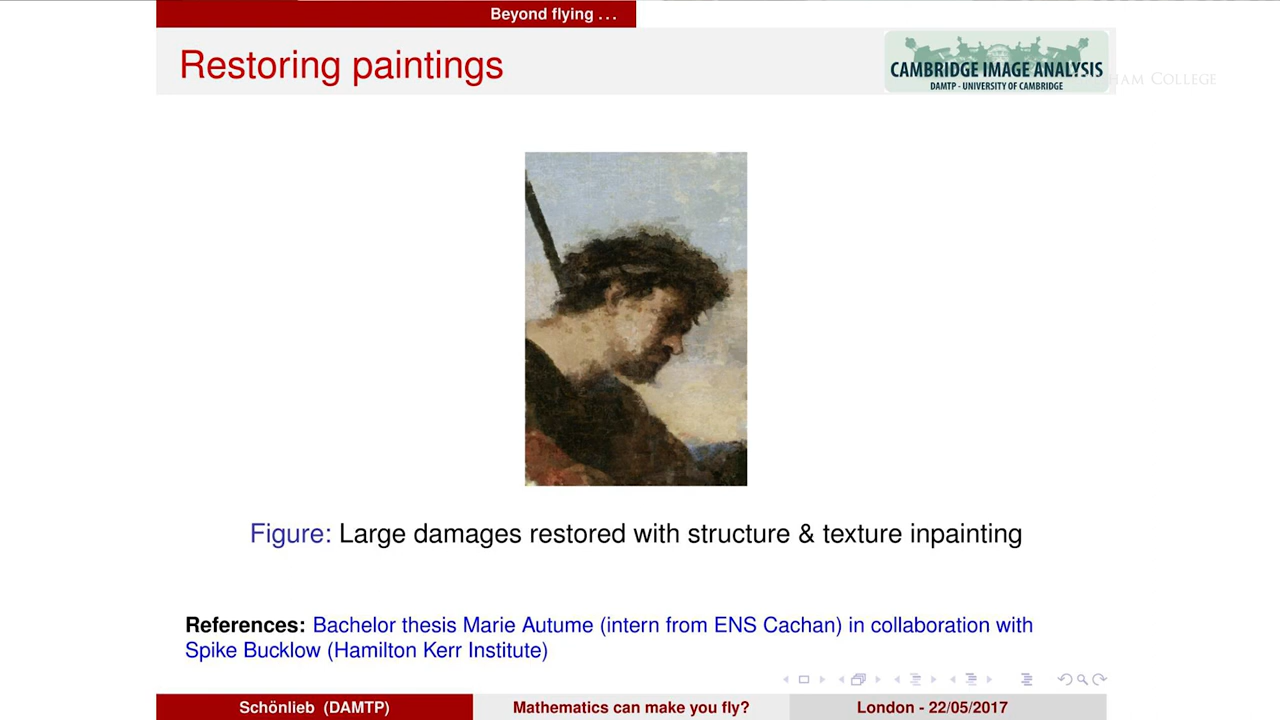 Beyond flying . . .
Restoring paintings
CAMBRIDGE IMAGE ANALYSIS
DAMTP - UNIVERSITY OF CAMBRIDGE
HAM COLLEGE
Figure: Large damages restored with structure & texture inpainting
References: Bachelor thesis Marie Autume (intern from ENS Cachan) in collaboration with
Spike Bucklow (Hamilton Kerr Institute)
Schönlieb (DAMTP)
Mathematics can make you fly?
London - 22/05/2017